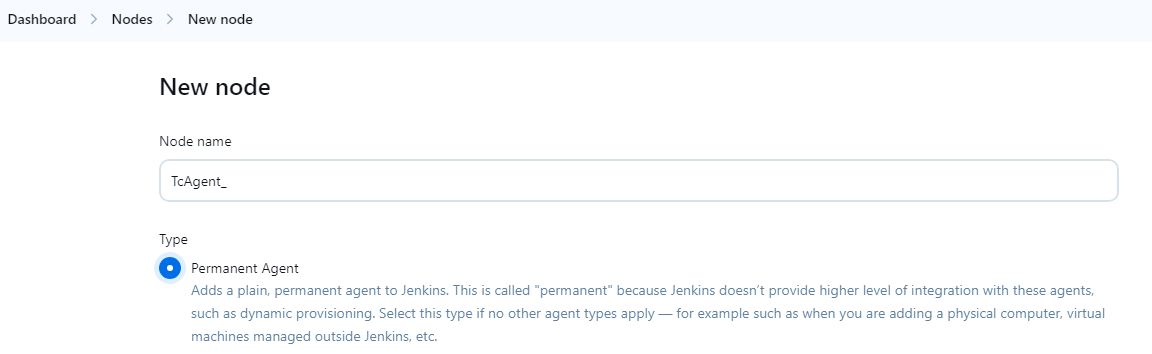 Dashboard > Nodes > New node
New node
Node name
TcAgent_
Type
Permanent Agent
Adds a plain, permanent agent to Jenkins. This is called "permanent" because Jenkins doesn't provide higher level of integration with these agents,
such as dynamic provisioning. Select this type if no other agent types apply — for example such as when you are adding a physical computer, virtual
machines managed outside Jenkins, etc.